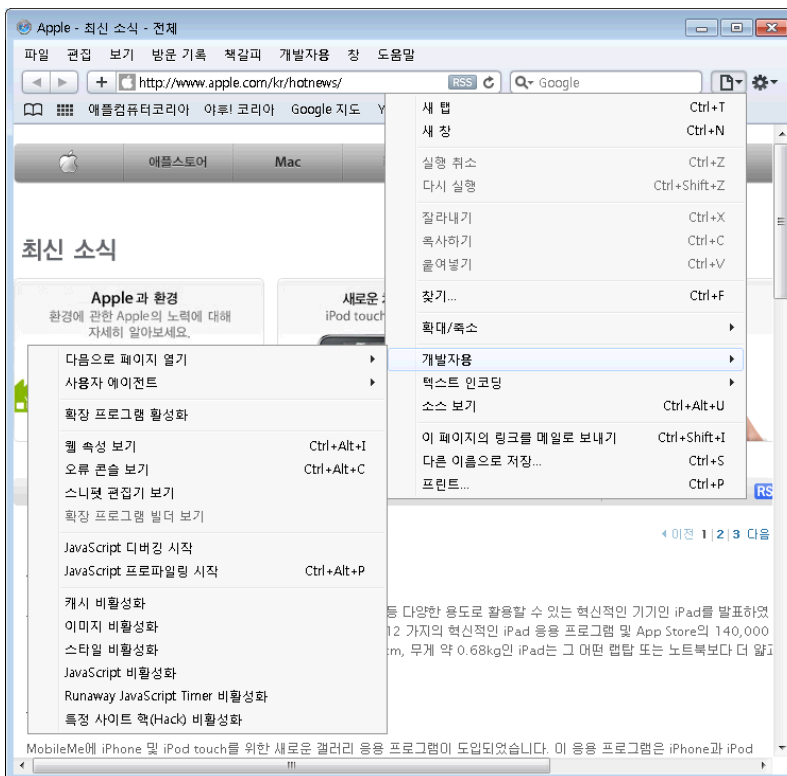 Apple - 최신 소식 - 전체
파일 편집 보기 방문 기록 책갈피 개발자용 창 도움말
http://www.apple.com/kr/hotnews/ RSS Google
애플컴퓨터코리아 야후! 코리아 Google 지도 Y
새 탭 Ctrl+T
새 창 Ctrl+N
실행 취소 Ctrl+Z
다시 실행 Ctrl+Shift+Z
잘라내기 Ctrl+X
복사하기 Ctrl+C
붙여넣기 Ctrl+V
찾기... Ctrl+F
확대/축소
개발자용
텍스트 인코딩
소스 보기 Ctrl+Alt+U
이 페이지의 링크를 메일로 보내기 Ctrl+Shift+I
다른 이름으로 저장... Ctrl+S
프린트... Ctrl+P
애플스토어 Mac
최신 소식
Apple과 환경
환경에 관한 Apple의 노력에 대해
자세히 알아보세요.
새로운
iPod touch
다음으로 페이지 열기
사용자 에이전트
확장 프로그램 활성화
웹 속성 보기 Ctrl+Alt+I
오류 콘솔 보기 Ctrl+Alt+C
스니펫 편집기 보기
확장 프로그램 빌더 보기
JavaScript 디버깅 시작
JavaScript 프로파일링 시작 Ctrl+Alt+P
캐시 비활성화
이미지 비활성화
스타일 비활성화
JavaScript 비활성화
Runaway JavaScript Timer 비활성화
특정 사이트 핵(Hack) 비활성화
RS
이전 1|2|3 다음
등 다양한 용도로 활용할 수 있는 혁신적인 기기인 iPad를 발표하였
12 가지의 혁신적인 iPad 응용 프로그램 및 App Store의 140,000
cm, 무게 약 0.68kg인 iPad는 그 어떤 랩탑 또는 노트북보다 더 얇고
MobileMe에 iPhone 및 iPod touch를 위한 새로운 갤러리 응용 프로그램이 도입되었습니다. 이 응용 프로그램은 iPhone과 iPod